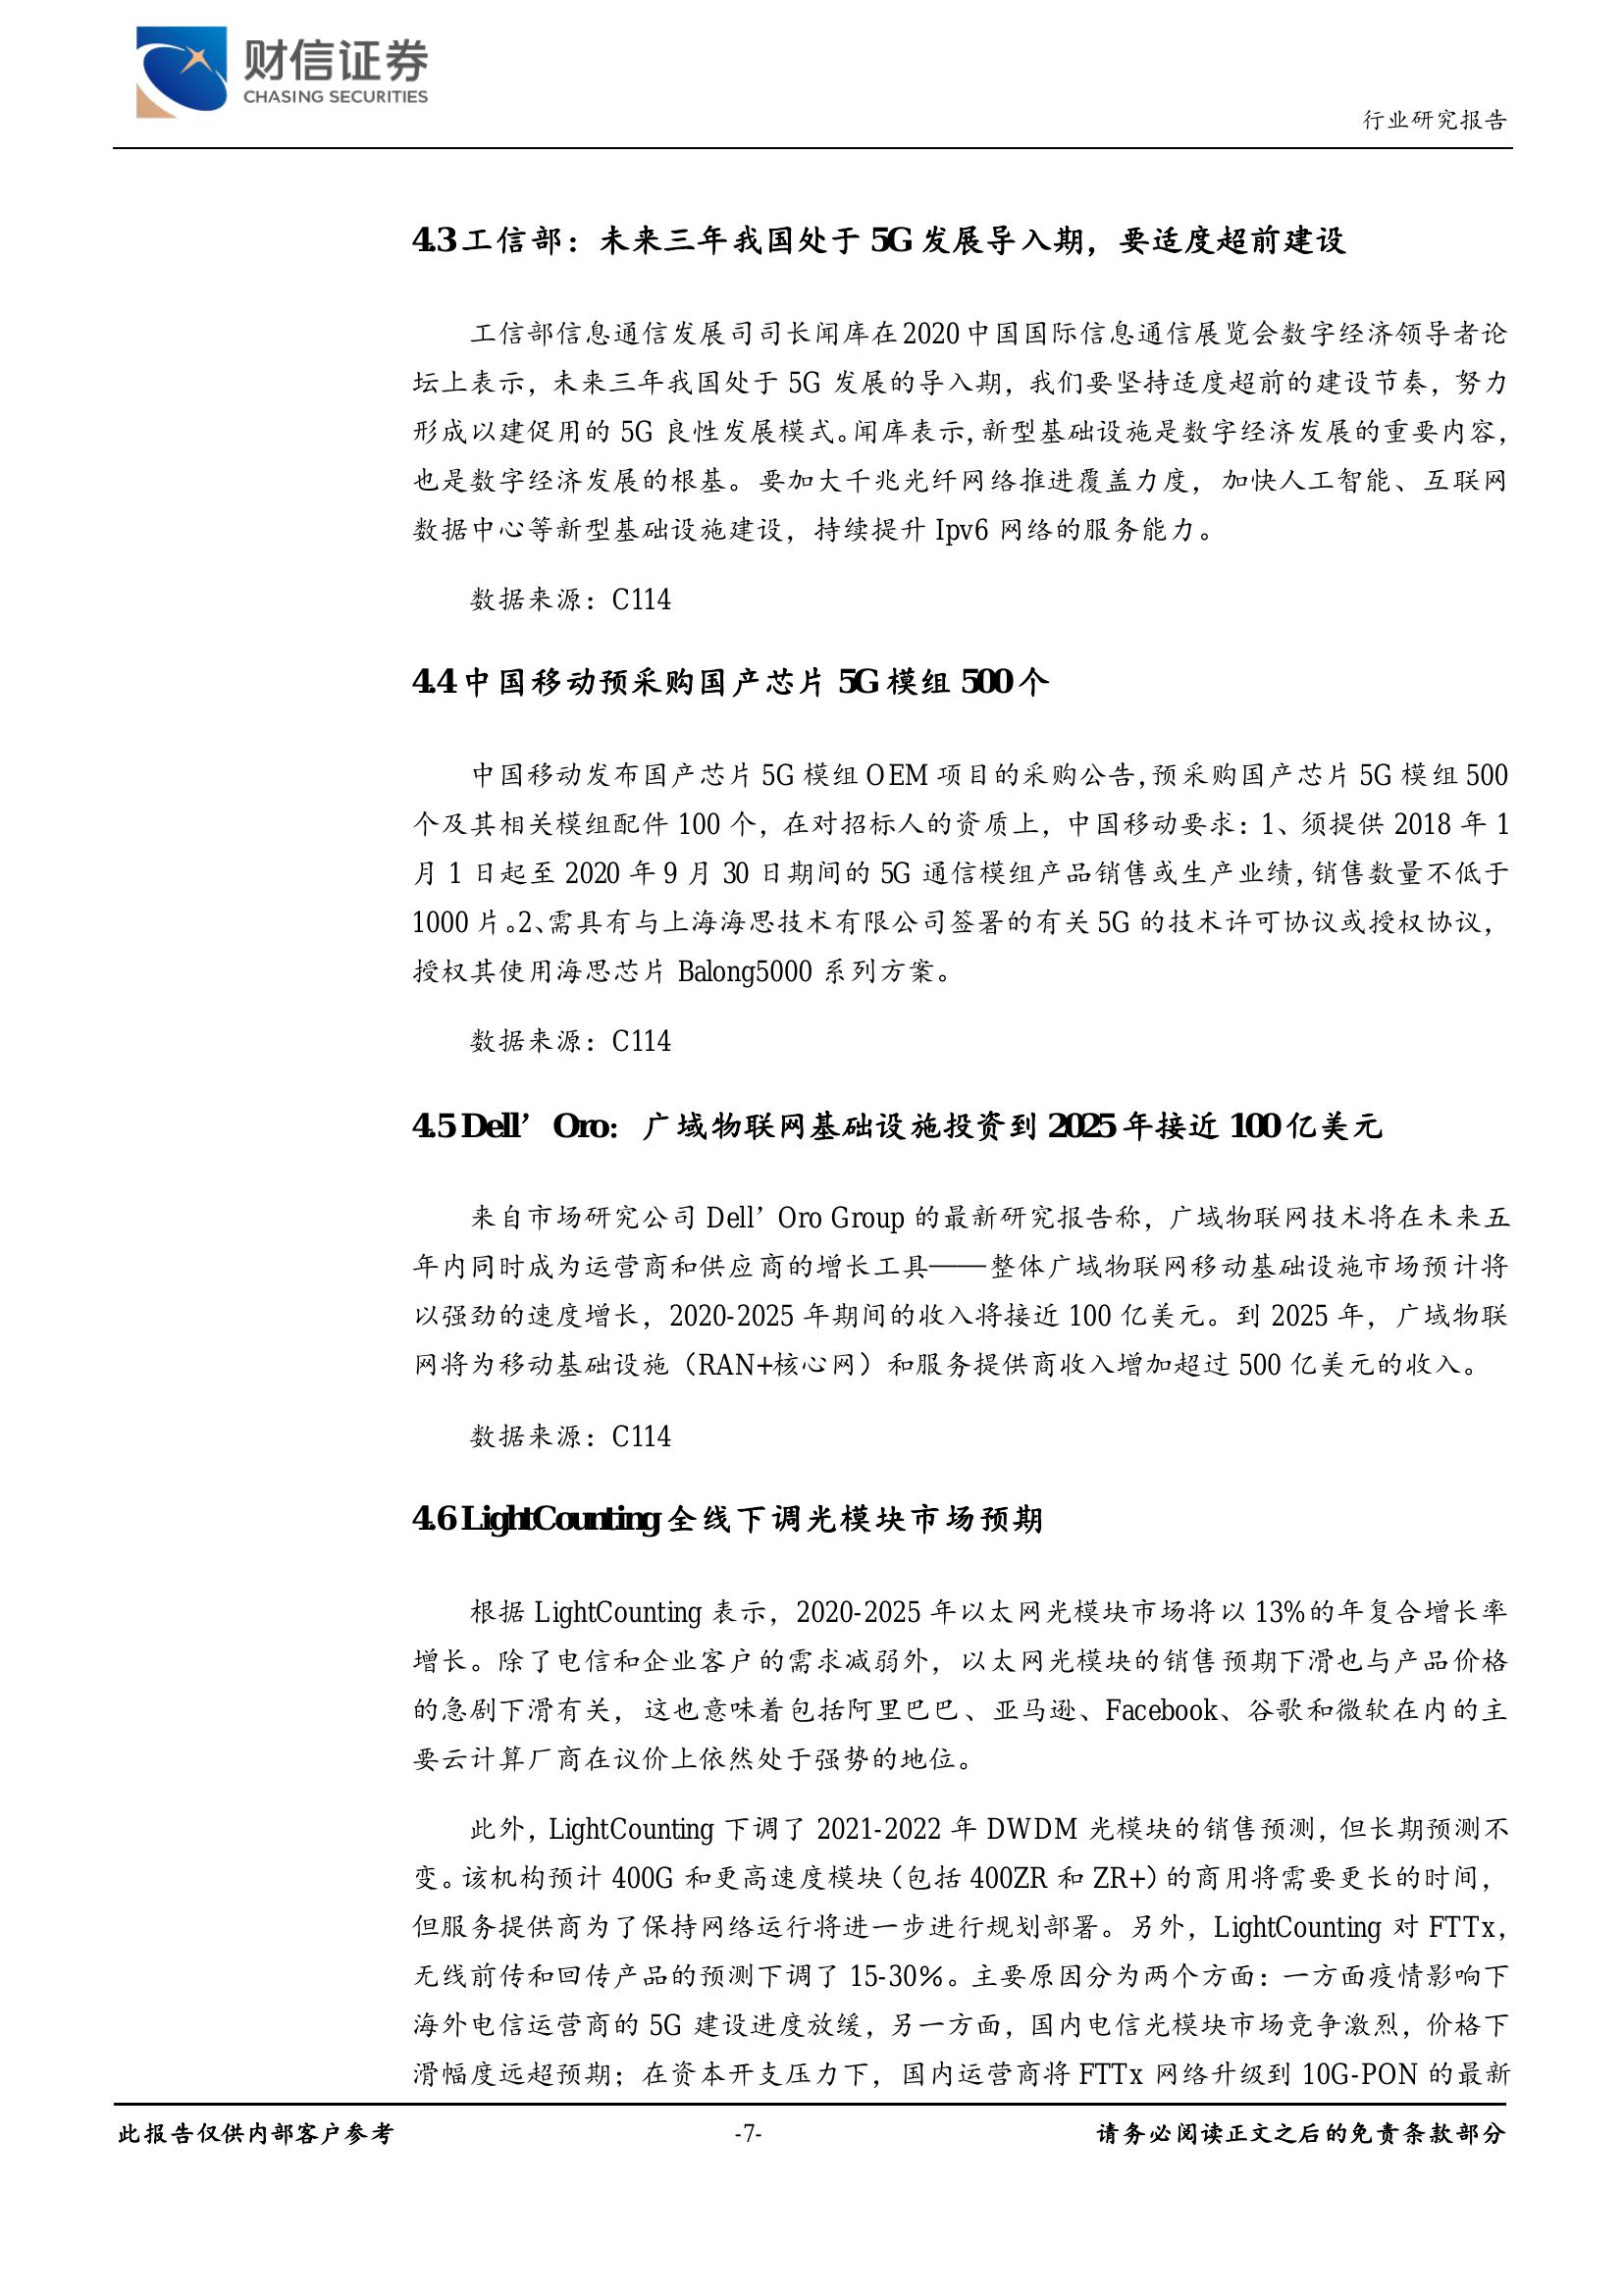 财信证券
CHASING SECURITIES
行业研究报告
4.3 工信部：未来三年我国处于 5G 发展导入期，要适度超前建设
工信部信息通信发展司司长闻库在 2020 中国国际信息通信展览会数字经济领导者论
坛上表示，未来三年我国处于 5G 发展的导入期，我们要坚持适度超前的建设节奏，努力
形成以建促用的 5G 良性发展模式。闻库表示，新型基础设施是数字经济发展的重要内容，
也是数字经济发展的根基。要加大千兆光纤网络推进覆盖力度，加快人工智能、互联网
数据中心等新型基础设施建设，持续提升 Ipv6 网络的服务能力。
数据来源：C114
4.4 中国移动预采购国产芯片 5G 模组 500 个
中国移动发布国产芯片 5G 模组 OEM 项目的采购公告，预采购国产芯片 5G 模组 500
个及其相关模组配件 100 个，在对招标人的资质上，中国移动要求：1、须提供 2018 年 1
月 1 日起至 2020 年 9 月 30 日期间的 5G 通信模组产品销售或生产业绩，销售数量不低于
1000 片。2、需具有与上海海思技术有限公司签署的有关 5G 的技术许可协议或授权协议，
授权其使用海思芯片 Balong5000 系列方案。
数据来源：C114
4.5 Dell’Oro：广域物联网基础设施投资到 2025 年接近 100 亿美元
来自市场研究公司 Dell’Oro Group 的最新研究报告称，广域物联网技术将在未来五
年内同时成为运营商和供应商的增长工具——整体广域物联网移动基础设施市场预计将
以强劲的速度增长，2020-2025 年期间的收入将接近 100 亿美元。到 2025 年，广域物联
网将为移动基础设施（RAN+核心网）和服务提供商收入增加超过 500 亿美元的收入。
数据来源：C114
4.6 LightCounting 全线下调光模块市场预期
根据 LightCounting 表示，2020-2025 年以太网光模块市场将以 13%的年复合增长率
增长。除了电信和企业客户的需求减弱外，以太网光模块的销售预期下滑也与产品价格
的急剧下滑有关，这也意味着包括阿里巴巴、亚马逊、Facebook、谷歌和微软在内的主
要云计算厂商在议价上依然处于强势的地位。
此外，LightCounting 下调了 2021-2022 年 DWDM 光模块的销售预测，但长期预测不
变。该机构预计 400G 和更高速度模块（包括 400ZR 和 ZR+）的商用将需要更长的时间，
但服务提供商为了保持网络运行将进一步进行规划部署。另外，LightCounting 对 FTTx，
无线前传和回传产品的预测下调了 15-30%。主要原因分为两个方面：一方面疫情影响下
海外电信运营商的 5G 建设进度放缓，另一方面，国内电信光模块市场竞争激烈，价格下
滑幅度远超预期；在资本开支压力下，国内运营商将 FTTx 网络升级到 10G-PON 的最新
此报告仅供内部客户参考
-7-
请务必阅读正文之后的免责条款部分